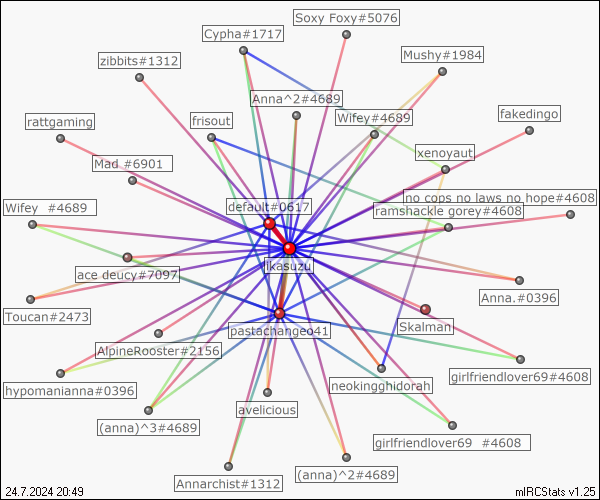 Soxy Foxy#5076
Cypha#1717
Mushy#1984
zibbits#1312
Anna^2#4689
rattgaming
frisout
Wifey#4689
fakedingo
xenoyaut
Mad_#6901
no cops no laws no hope#4608
Wifey  #4689
default#0617
ramshackle gorey#4608
ikasuzu
ace deucy#7097
Anna.#0396
Toucan#2473
Skalman
pastachange041
AlpineRooster#2156
hypomanianna#0396
neokingghidorah
girlfriendlover69#4608
avelicious
(anna)^3#4689
girlfriendlover69  #4608
(anna)^2#4689
Annarchist#1312
24.7.2024 20:49
mIRCStats v1.25